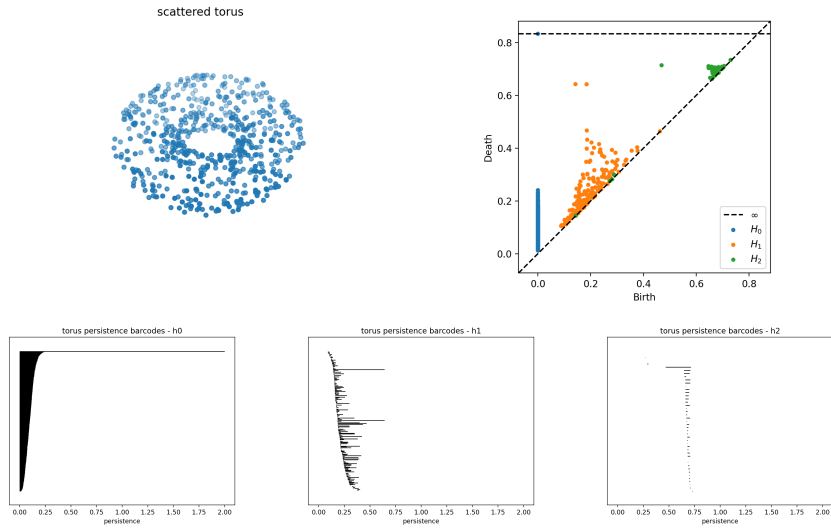 scattered torus
Death
0.8
0.6
0.4
0.2
0.0
0.0 0.2 0.4 0.6 0.8
Birth
∞
H₀
H₁
H₂
torus persistence barcodes - h0
0.00 0.25 0.50 0.75 1.00 1.25 1.50 1.75 2.00
persistence
torus persistence barcodes - h1
0.00 0.25 0.50 0.75 1.00 1.25 1.50 1.75 2.00
persistence
torus persistence barcodes - h2
0.00 0.25 0.50 0.75 1.00 1.25 1.50 1.75 2.00
persistence